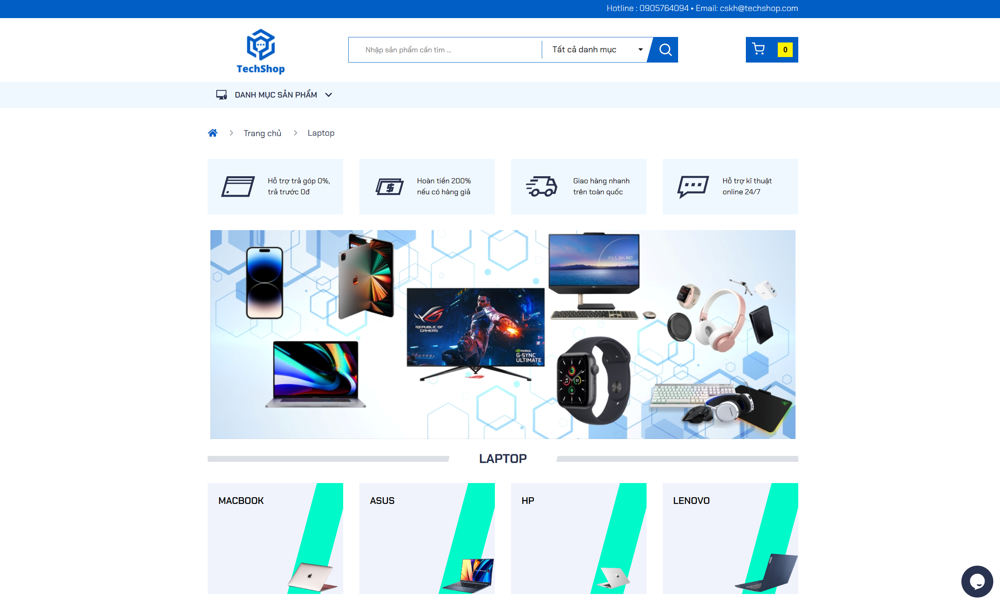 Hotline : 0905764094 • Email: cskh@techshop.com
TechShop
Nhập sản phẩm cần tìm ...
Tất cả danh mục
0
DANH MỤC SẢN PHẨM
Trang chủ
Laptop
Hỗ trợ trả góp 0%,
trả trước 0đ
Hoàn tiền 200%
nếu có hàng giả
Giao hàng nhanh
trên toàn quốc
Hỗ trợ kĩ thuật
online 24/7
ASUS Zen AiO
REPUBLIC OF
GAMERS
NVIDIA.
G-SYNC
ULTIMATE
61
LAPTOP
MACBOOK
ASUS
HP
LENOVO